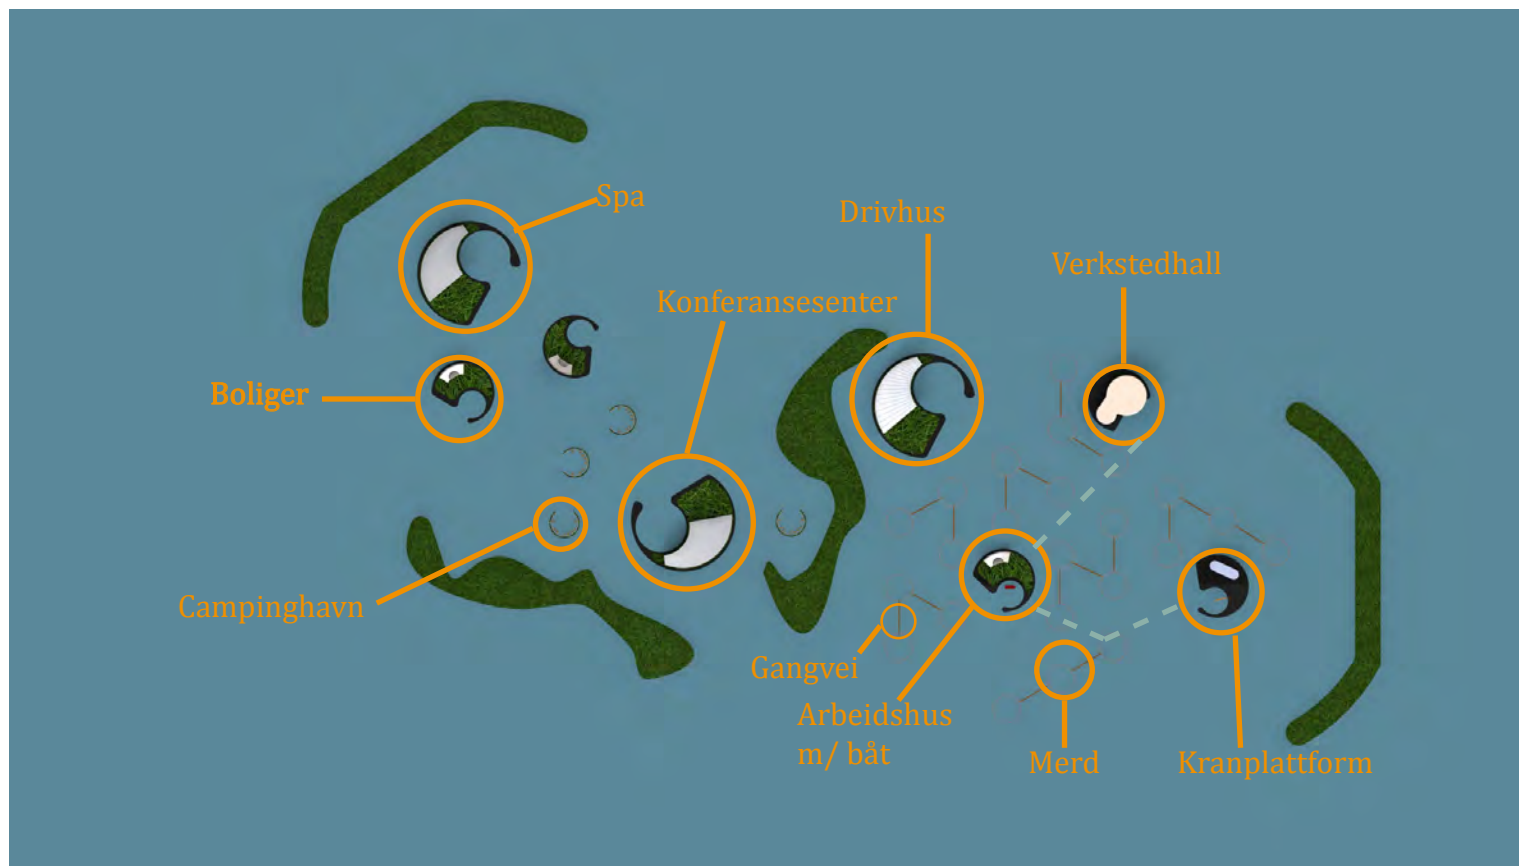 Spa
Drivhus
Verkstedhall
Konferansesenter
Boliger
Campinghavn
Gangvei
Arbeidshus
m/ båt
Merd
Kranplattform